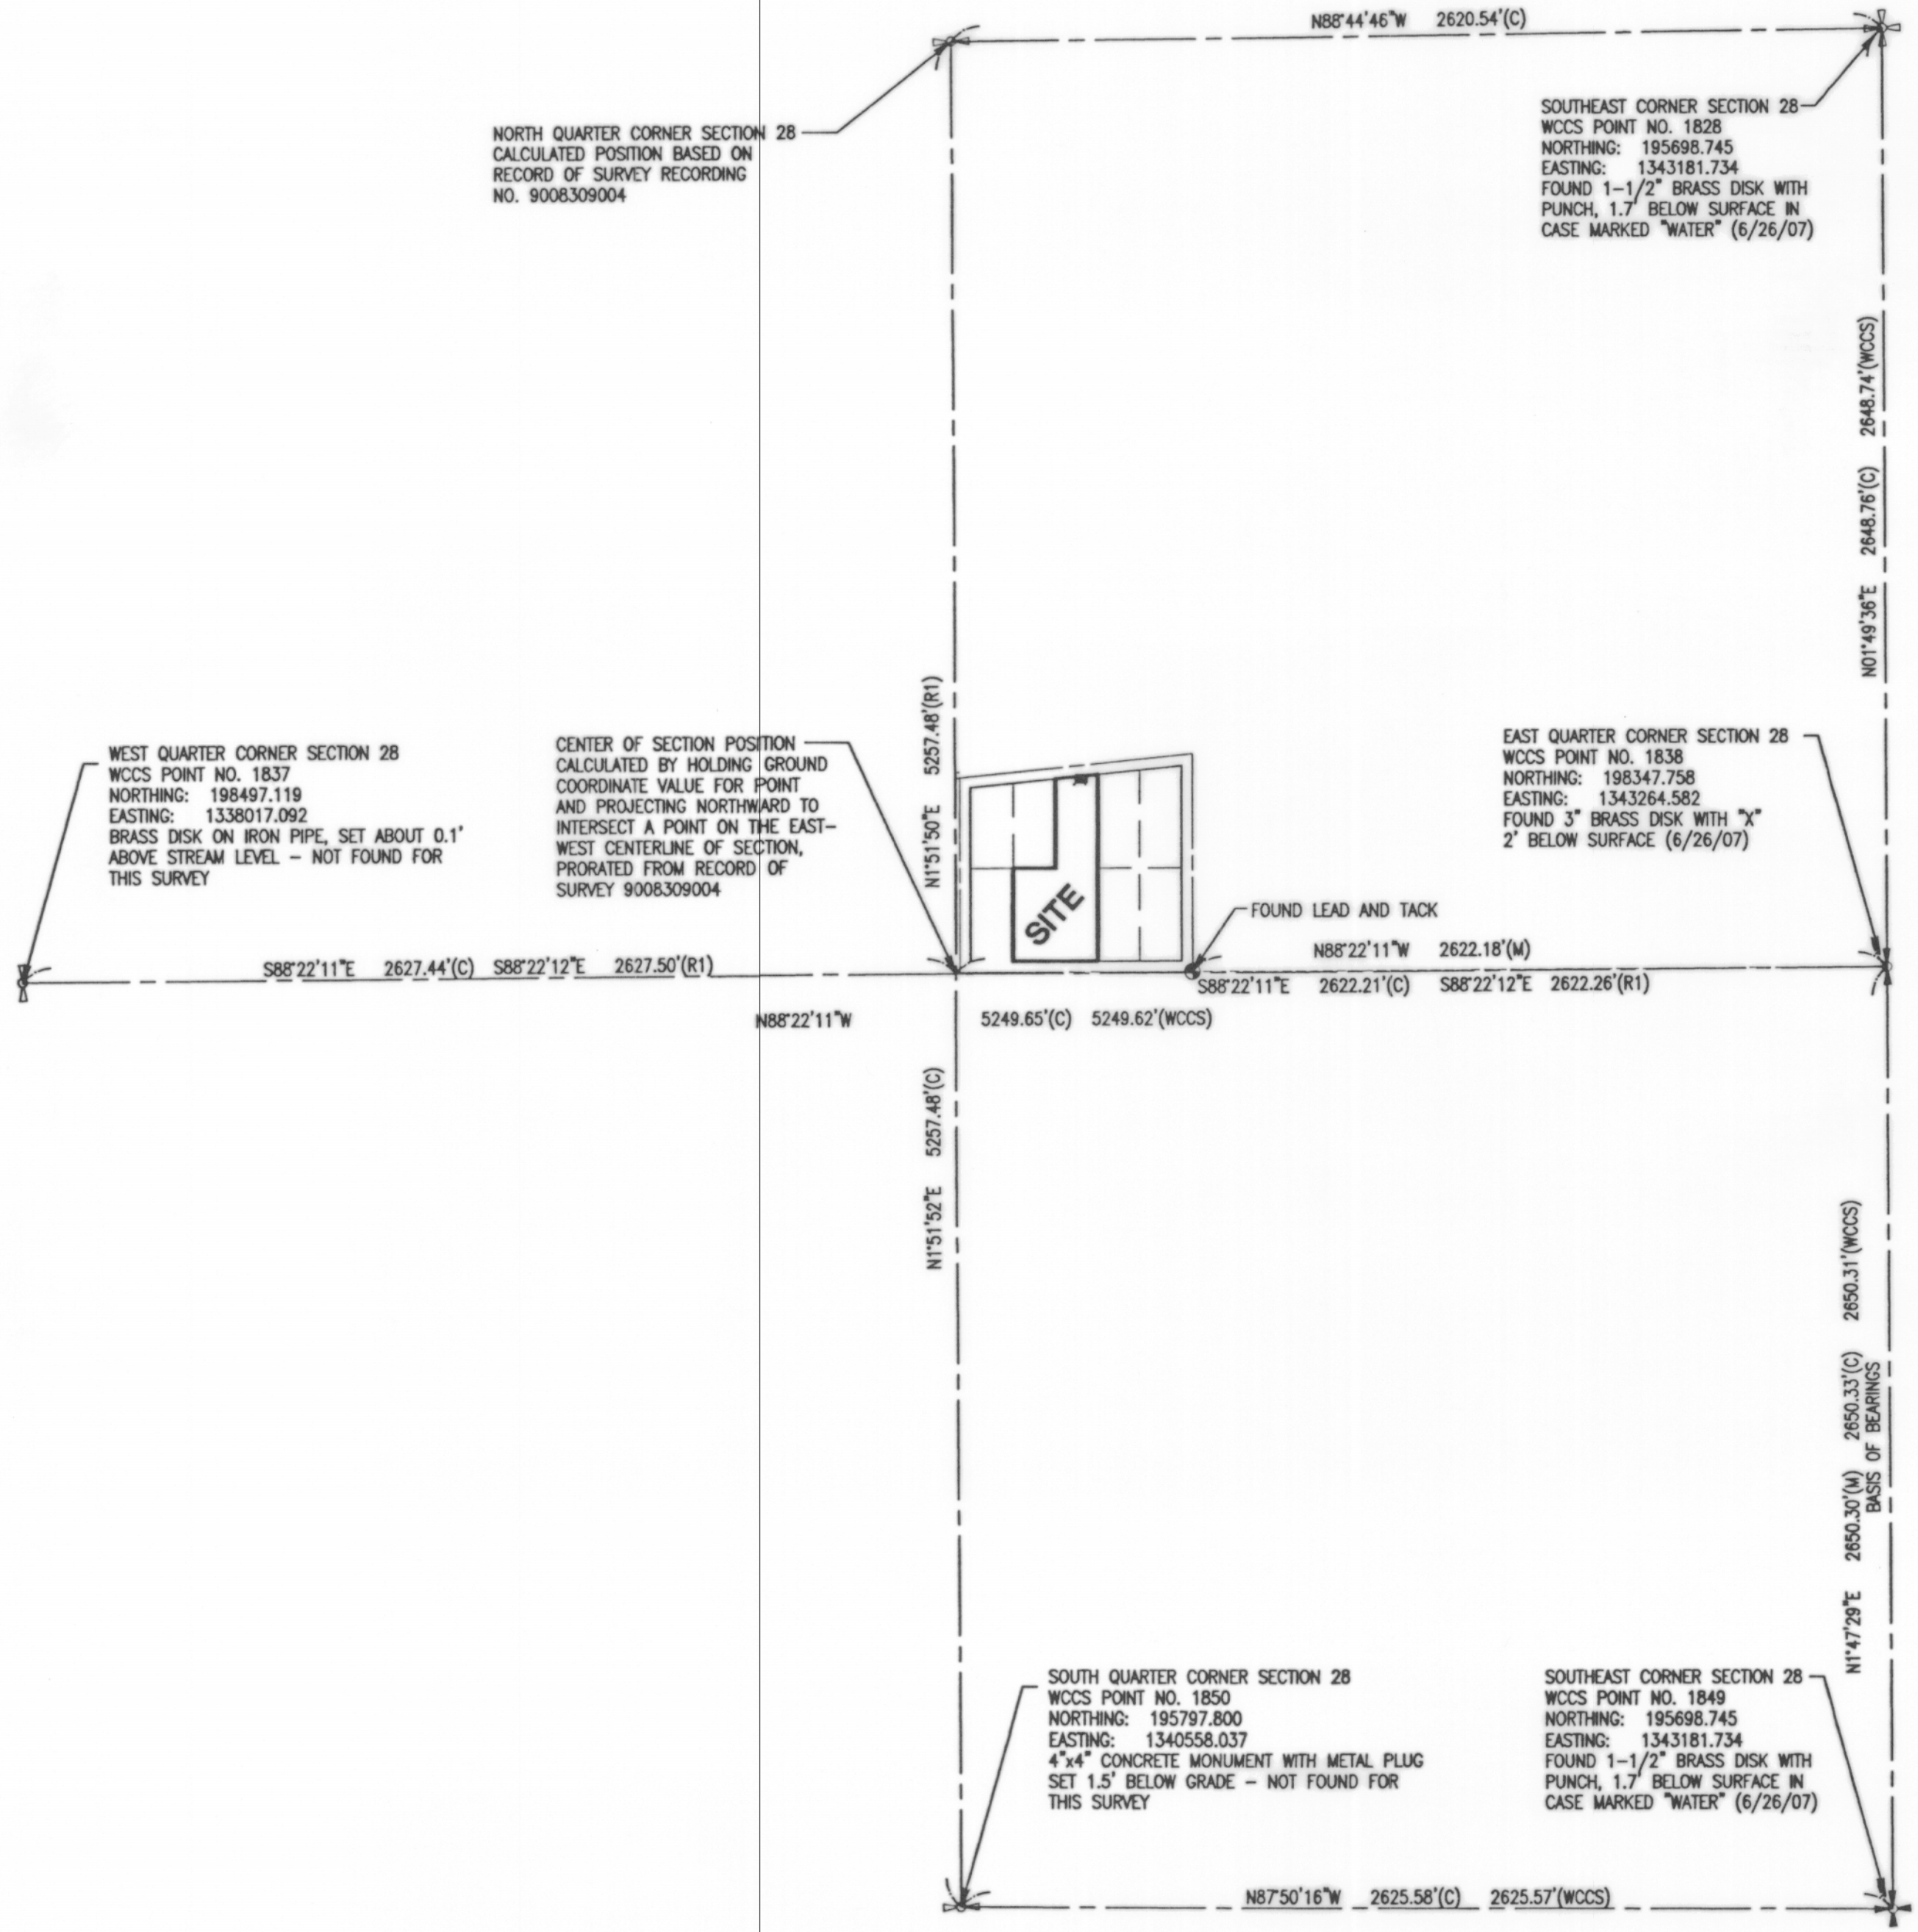 N88°44'46"W 2620.54'(C)
NORTH QUARTER CORNER SECTION 28
CALCULATED POSITION BASED ON
RECORD OF SURVEY RECORDING
NO. 9008309004
SOUTHEAST CORNER SECTION 28
WCCS POINT NO. 1828
NORTHING: 195698.745
EASTING: 1343181.734
FOUND 1-1/2" BRASS DISK WITH
PUNCH, 1.7' BELOW SURFACE IN
CASE MARKED "WATER" (6/26/07)
N01°49'36"E 2648.76'(C) 2648.74'(WCCS)
N1°51'50"E 5257.48'(R1)
WEST QUARTER CORNER SECTION 28
WCCS POINT NO. 1837
NORTHING: 198497.119
EASTING: 1338017.092
BRASS DISK ON IRON PIPE, SET ABOUT 0.1'
ABOVE STREAM LEVEL – NOT FOUND FOR
THIS SURVEY
CENTER OF SECTION POSITION
CALCULATED BY HOLDING GROUND
COORDINATE VALUE FOR POINT
AND PROJECTING NORTHWARD TO
INTERSECT A POINT ON THE EAST-
WEST CENTERLINE OF SECTION,
PRORATED FROM RECORD OF
SURVEY 9008309004
EAST QUARTER CORNER SECTION 28
WCCS POINT NO. 1838
NORTHING: 198347.758
EASTING: 1343264.582
FOUND 3" BRASS DISK WITH "X"
2' BELOW SURFACE (6/26/07)
SITE
FOUND LEAD AND TACK
N88°22'11"W 2622.18'(M)
S88°22'11"E 2627.44'(C) S88°22'12"E 2627.50'(R1)
S88°22'11"E 2622.21'(C) S88°22'12"E 2622.26'(R1)
N88°22'11"W 5249.65'(C) 5249.62'(WCCS)
N1°51'52"E 5257.48'(C)
N1°47'29"E 2650.30'(M) 2650.33'(C) 2650.31'(WCCS)
BASIS OF BEARINGS
SOUTH QUARTER CORNER SECTION 28
WCCS POINT NO. 1850
NORTHING: 195797.800
EASTING: 1340558.037
4"x4" CONCRETE MONUMENT WITH METAL PLUG
SET 1.5' BELOW GRADE – NOT FOUND FOR
THIS SURVEY
SOUTHEAST CORNER SECTION 28
WCCS POINT NO. 1849
NORTHING: 195698.745
EASTING: 1343181.734
FOUND 1-1/2" BRASS DISK WITH
PUNCH, 1.7' BELOW SURFACE IN
CASE MARKED "WATER" (6/26/07)
N87°50'16"W 2625.58'(C) 2625.57'(WCCS)